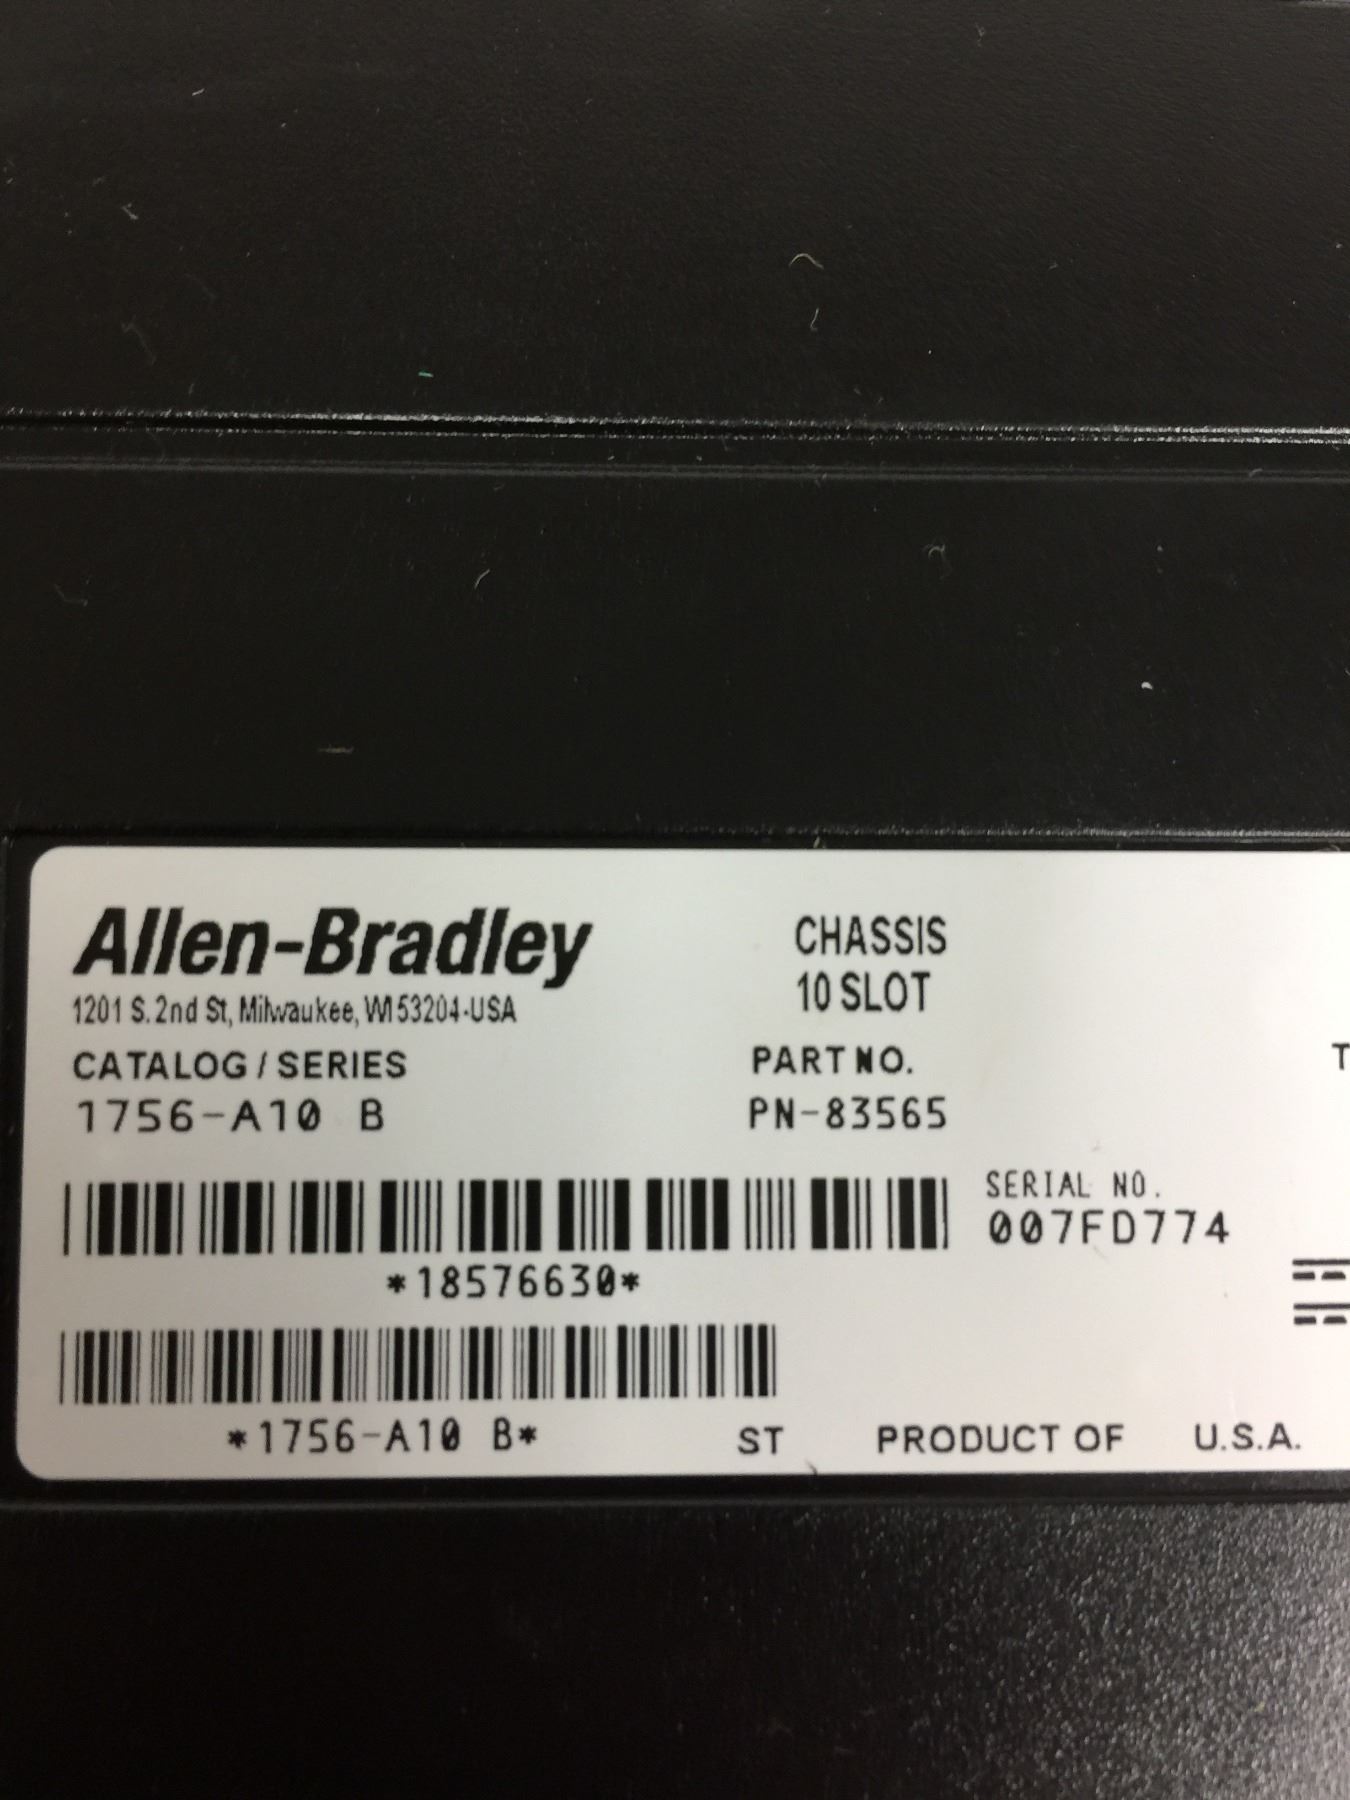 Allen-Bradley
1201 S. 2nd St, Milwaukee, WI 53204-USA
CHASSIS
10 SLOT
CATALOG / SERIES
1756-A10 B
PART NO.
PN-83565
T
SERIAL NO.
007FD774
*18576630*
*1756-A10 B*
ST PRODUCT OF U.S.A.